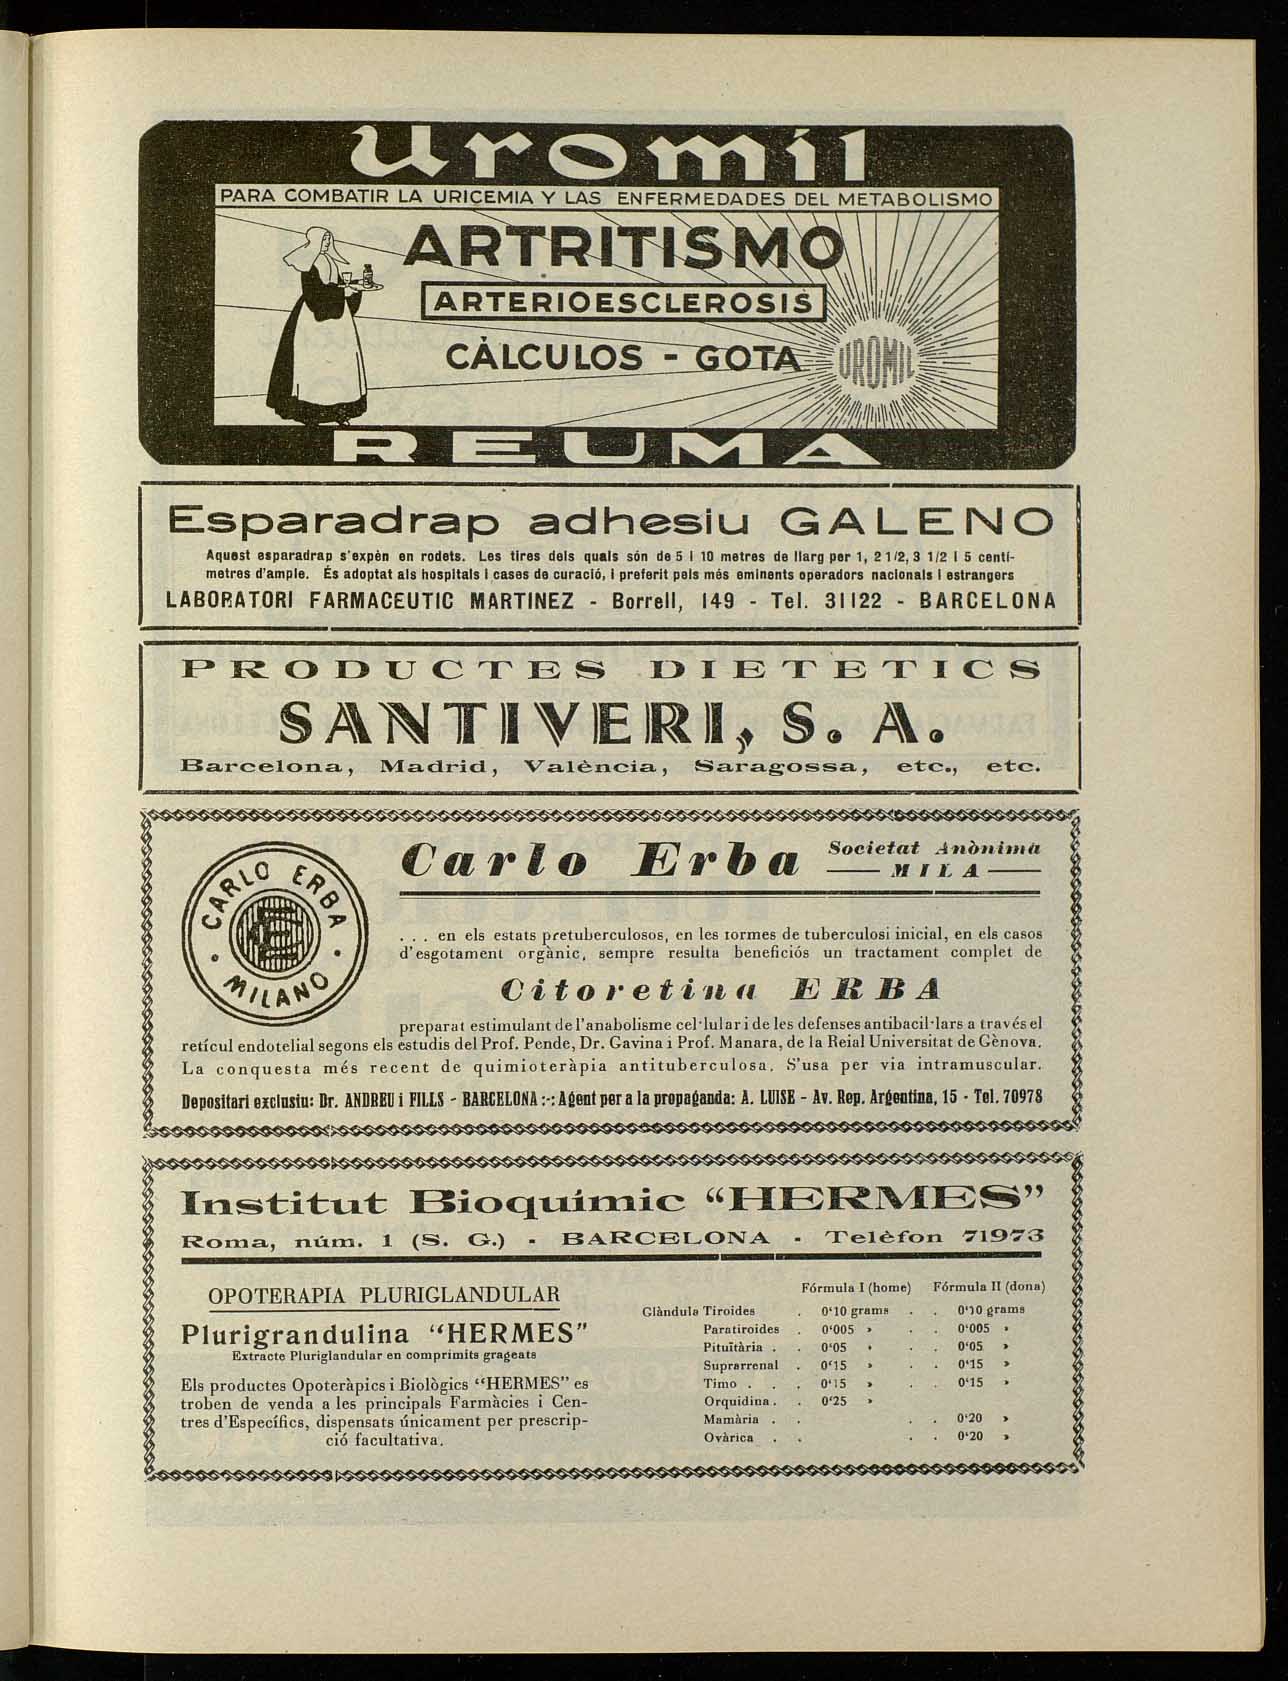 Uromil
PARA COMBATIR LA URICEMIA Y LAS ENFERMEDADES DEL METABOLISMO
ARTRITISMO
ARTERIOESCLEROSIS
CÀLCULOS - GOTA
UROMIL
REUMA
Esparadrap adhesiu GALENO
Aquest esparadrap s'expèn en rodets. Les tires dels quals són de 5 i 10 metres de llarg per 1, 2 1/2, 3 1/2 i 5 centí-
metres d'ample. És adoptat als hospitals i cases de curació, i preferit pels més eminents operadors nacionals i estrangers
LABORATORI FARMACEUTIC MARTINEZ - Borrell, 149 - Tel. 31122 - BARCELONA
PRODUCTES DIETETICS
SANTIVERI, S. A.
Barcelona, Madrid, València, Saragossa, etc., etc.
CARLO ERBA
CE
MILANO
Carlo Erba Societat Anònima
MILA
. . . en els estats pretuberculosos, en les formes de tuberculosi inicial, en els casos
d'esgotament orgànic, sempre resulta beneficiós un tractament complet de
Citoretina ERBA
preparat estimulant de l'anabolisme cel·lular i de les defenses antibacil·lars a través el
retícul endotelial segons els estudis del Prof. Pende, Dr. Gavina i Prof. Manara, de la Reial Universitat de Gènova.
La conquesta més recent de quimioteràpia antituberculosa. S'usa per via intramuscular.
Depositari exclusiu: Dr. ANDREU i FILLS - BARCELONA :-: Agent per a la propaganda: A. LUISE - Av. Rep. Argentina, 15 - Tel. 70978
Institut Bioquímic "HERMES"
Roma, núm. 1 (S. G.) - BARCELONA - Telèfon 71973
OPOTERAPIA PLURIGLANDULAR
Plurigrandulina "HERMES"
Extracte Pluriglandular en comprimits grageats
Els productes Opoteràpics i Biològics "HERMES" es
troben de venda a les principals Farmàcies i Cen-
tres d'Específics, dispensats únicament per prescrip-
ció facultativa.
Fórmula I (home) Fórmula II (dona)
Glàndula Tiroides . 0'10 grams . . 0'10 grams
Paratiroides . 0'005 » . . 0'005 »
Pituïtària . . 0'05 » . . 0'05 »
Suprarrenal . 0'15 » . . 0'15 »
Timo . . . 0'15 » . . 0'15 »
Orquidina . . 0'25 »
Mamària . . . . 0'20 »
Ovàrica . . . . 0'20 »